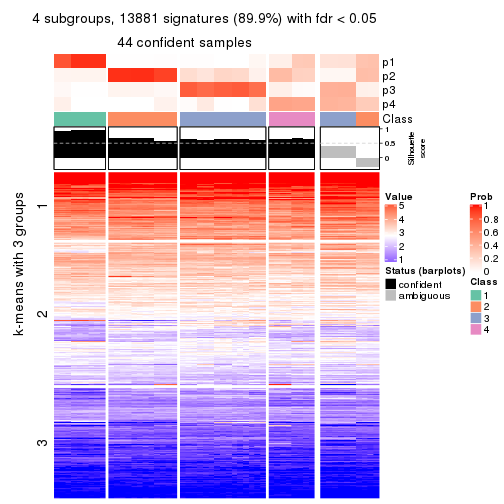 4 subgroups, 13881 signatures (89.9%) with fdr < 0.05
44 confident samples
p1
p2
p3
p4
Class
1
0.5
0
Silhouette
score
k-means with 3 groups
1
2
3
Value
5
4
3
2
1
Status (barplots)
confident
ambiguous
Prob
1
0.8
0.6
0.4
0.2
0
Class
1
2
3
4